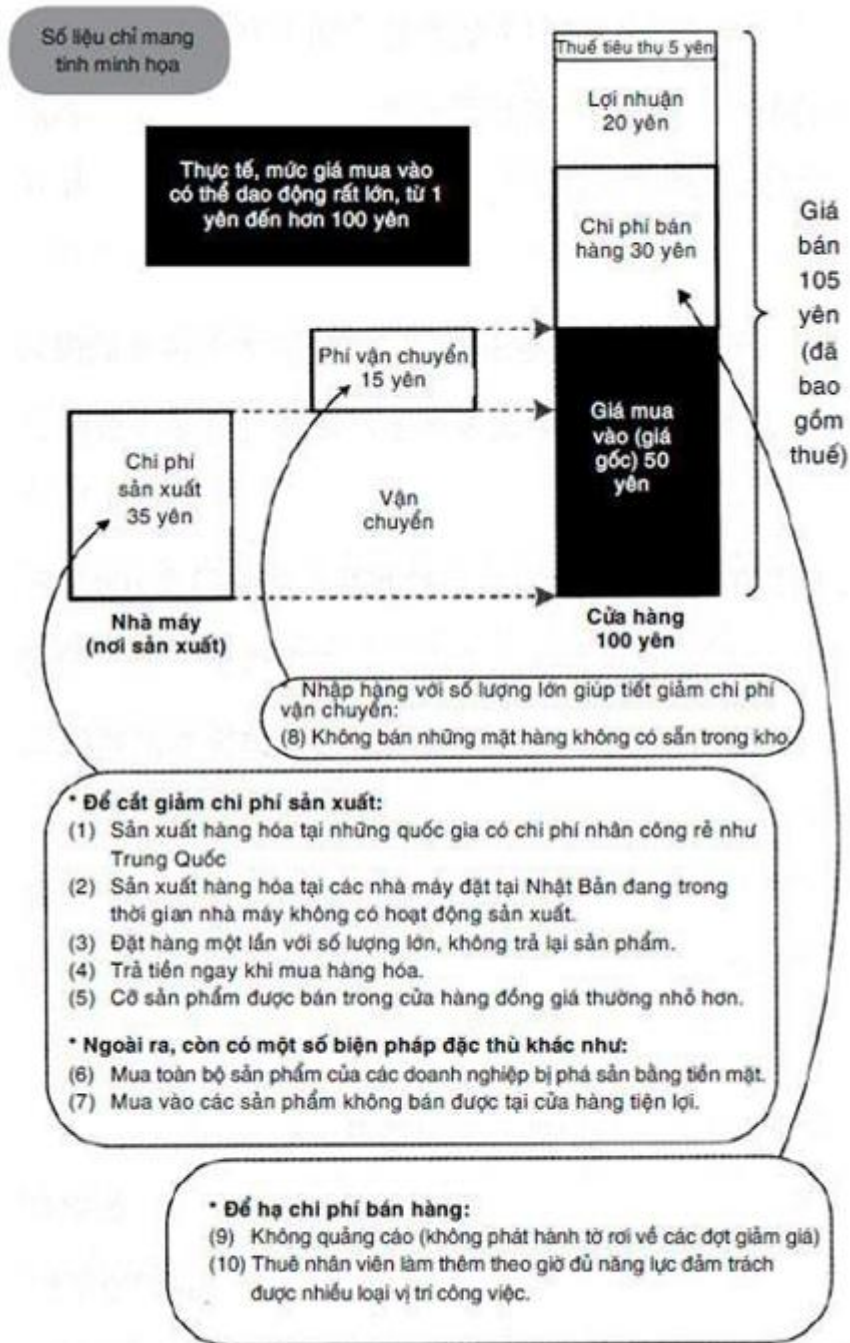 Số liệu chỉ mang
tính minh họa
Thuế tiêu thụ 5 yên
Lợi nhuận
20 yên
Thực tế, mức giá mua vào
có thể dao động rất lớn, từ 1
yên đến hơn 100 yên
Chi phí bán
hàng 30 yên
Giá
bán
105
yên
(đã
bao
gồm
thuế)
Phí vận chuyển
15 yên
Giá mua
vào (giá
gốc) 50
yên
Chi phí
sản xuất
35 yên
Vận
chuyển
Nhà máy
(nơi sản xuất)
Cửa hàng
100 yên
* Nhập hàng với số lượng lớn giúp tiết giảm chi phí
vận chuyển:
(8) Không bán những mặt hàng không có sẵn trong kho.
* Để cắt giảm chi phí sản xuất:
(1) Sản xuất hàng hóa tại những quốc gia có chi phí nhân công rẻ như
Trung Quốc
(2) Sản xuất hàng hóa tại các nhà máy đặt tại Nhật Bản đang trong
thời gian nhà máy không có hoạt động sản xuất.
(3) Đặt hàng một lần với số lượng lớn, không trả lại sản phẩm.
(4) Trả tiền ngay khi mua hàng hóa.
(5) Cỡ sản phẩm được bán trong cửa hàng đồng giá thường nhỏ hơn.
* Ngoài ra, còn có một số biện pháp đặc thù khác như:
(6) Mua toàn bộ sản phẩm của các doanh nghiệp bị phá sản bằng tiền mặt.
(7) Mua vào các sản phẩm không bán được tại cửa hàng tiện lợi.
* Để hạ chi phí bán hàng:
(9) Không quảng cáo (không phát hành tờ rơi về các đợt giảm giá)
(10) Thuê nhân viên làm thêm theo giờ đủ năng lực đảm trách
được nhiều loại vị trí công việc.